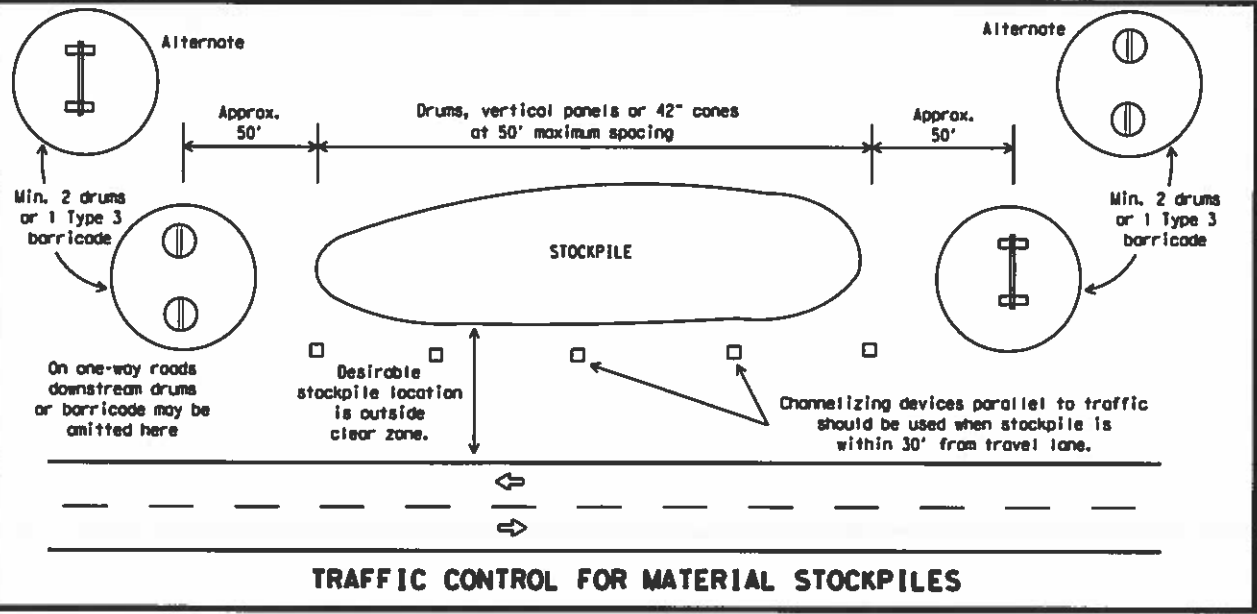 Alternate
Alternate
Approx.
50'
Drums, vertical panels or 42" cones
at 50' maximum spacing
Approx.
50'
Min. 2 drums
or 1 Type 3
barricade
Min. 2 drums
or 1 Type 3
barricade
STOCKPILE
On one-way roads
downstream drums
or barricade may be
omitted here
Desirable
stockpile location
is outside
clear zone.
Channelizing devices parallel to traffic
should be used when stockpile is
within 30' from travel lane.
TRAFFIC CONTROL FOR MATERIAL STOCKPILES